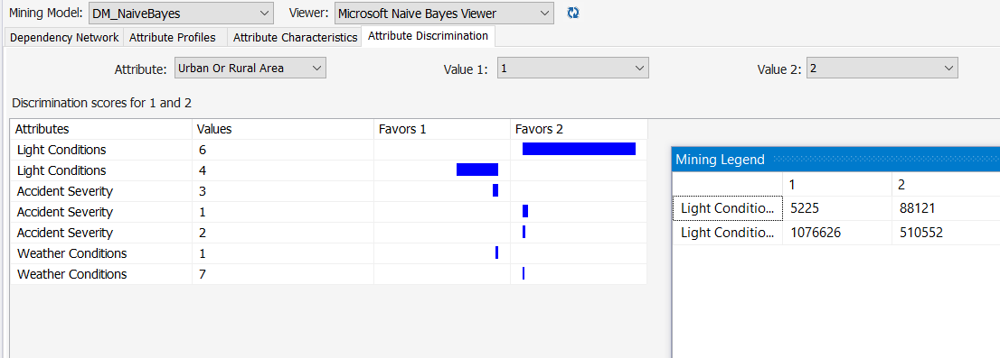 Mining Model: DM_NaiveBayes Viewer: Microsoft Naive Bayes Viewer
Dependency Network Attribute Profiles Attribute Characteristics Attribute Discrimination
Attribute: Urban Or Rural Area Value 1: 1 Value 2: 2
Discrimination scores for 1 and 2
Attributes Values Favors 1 Favors 2
Light Conditions 6
Light Conditions 4
Accident Severity 3
Accident Severity 1
Accident Severity 2
Weather Conditions 1
Weather Conditions 7
Mining Legend
1 2
Light Conditio... 5225 88121
Light Conditio... 1076626 510552